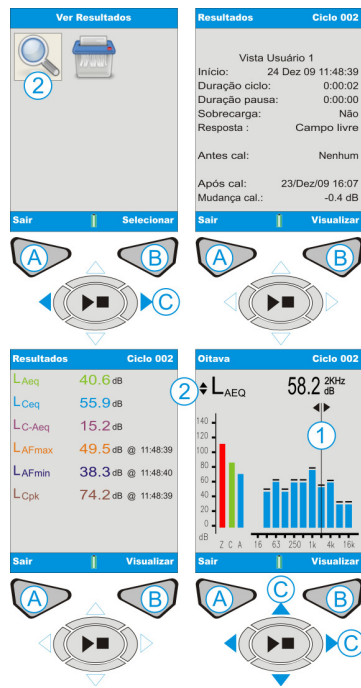 Ver Resultados
2
Sair Selecionar
A B
C
Resultados Ciclo 002
Vista Usuário 1
Início: 24 Dez 09 11:48:39
Duração ciclo: 0:00:02
Duração pausa: 0:00:00
Sobrecarga: Não
Resposta : Campo livre
Antes cal: Nenhum
Após cal: 23/Dez/09 16:07
Mudança cal.: -0.4 dB
Sair Visualizar
A B
Resultados Ciclo 002
LAeq 40.6 dB
LCeq 55.9 dB
LC-Aeq 15.2 dB
LAFmax 49.5 dB @ 11:48:39
LAFmin 38.3 dB @ 11:48:40
LCpk 74.2 dB @ 11:48:39
Sair Visualizar
A B
Oitava Ciclo 002
2 LAEQ 58.2 2KHz dB
1
140
120
100
80
60
40
20
0
dB Z C A 16 63 250 1k 4k 16k
Sair Visualizar
A C B
C